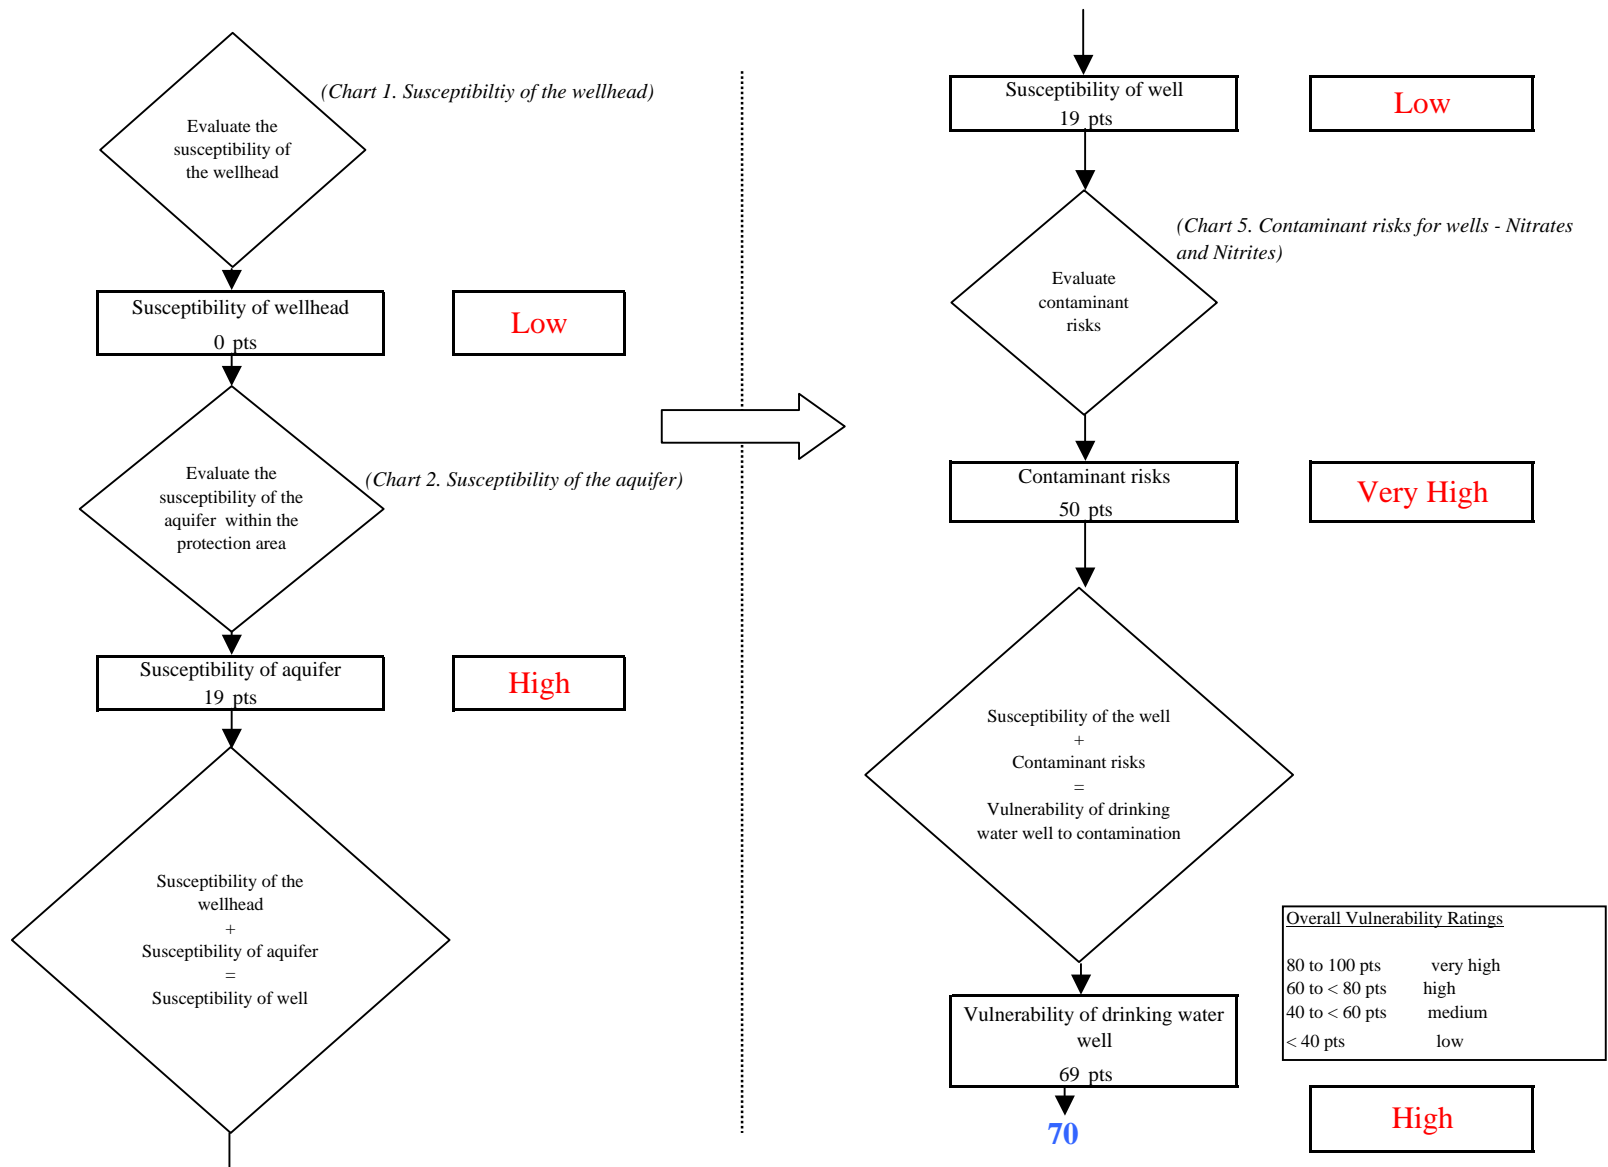 (Chart 1. Susceptibiltiy of the wellhead)
Evaluate the
susceptibility of
the wellhead
Susceptibility of wellhead
0 pts
Low
Evaluate the
susceptibility of the
aquifer within the
protection area
(Chart 2. Susceptibility of the aquifer)
Susceptibility of aquifer
19 pts
High
Susceptibility of the
wellhead
+
Susceptibility of aquifer
=
Susceptibility of well
Susceptibility of well
19 pts
Low
(Chart 5. Contaminant risks for wells - Nitrates
and Nitrites)
Evaluate
contaminant
risks
Contaminant risks
50 pts
Very High
Susceptibility of the well
+
Contaminant risks
=
Vulnerability of drinking
water well to contamination
Overall Vulnerability Ratings
80 to 100 pts very high
60 to < 80 pts high
40 to < 60 pts medium
< 40 pts low
Vulnerability of drinking water
well
69 pts
70
High